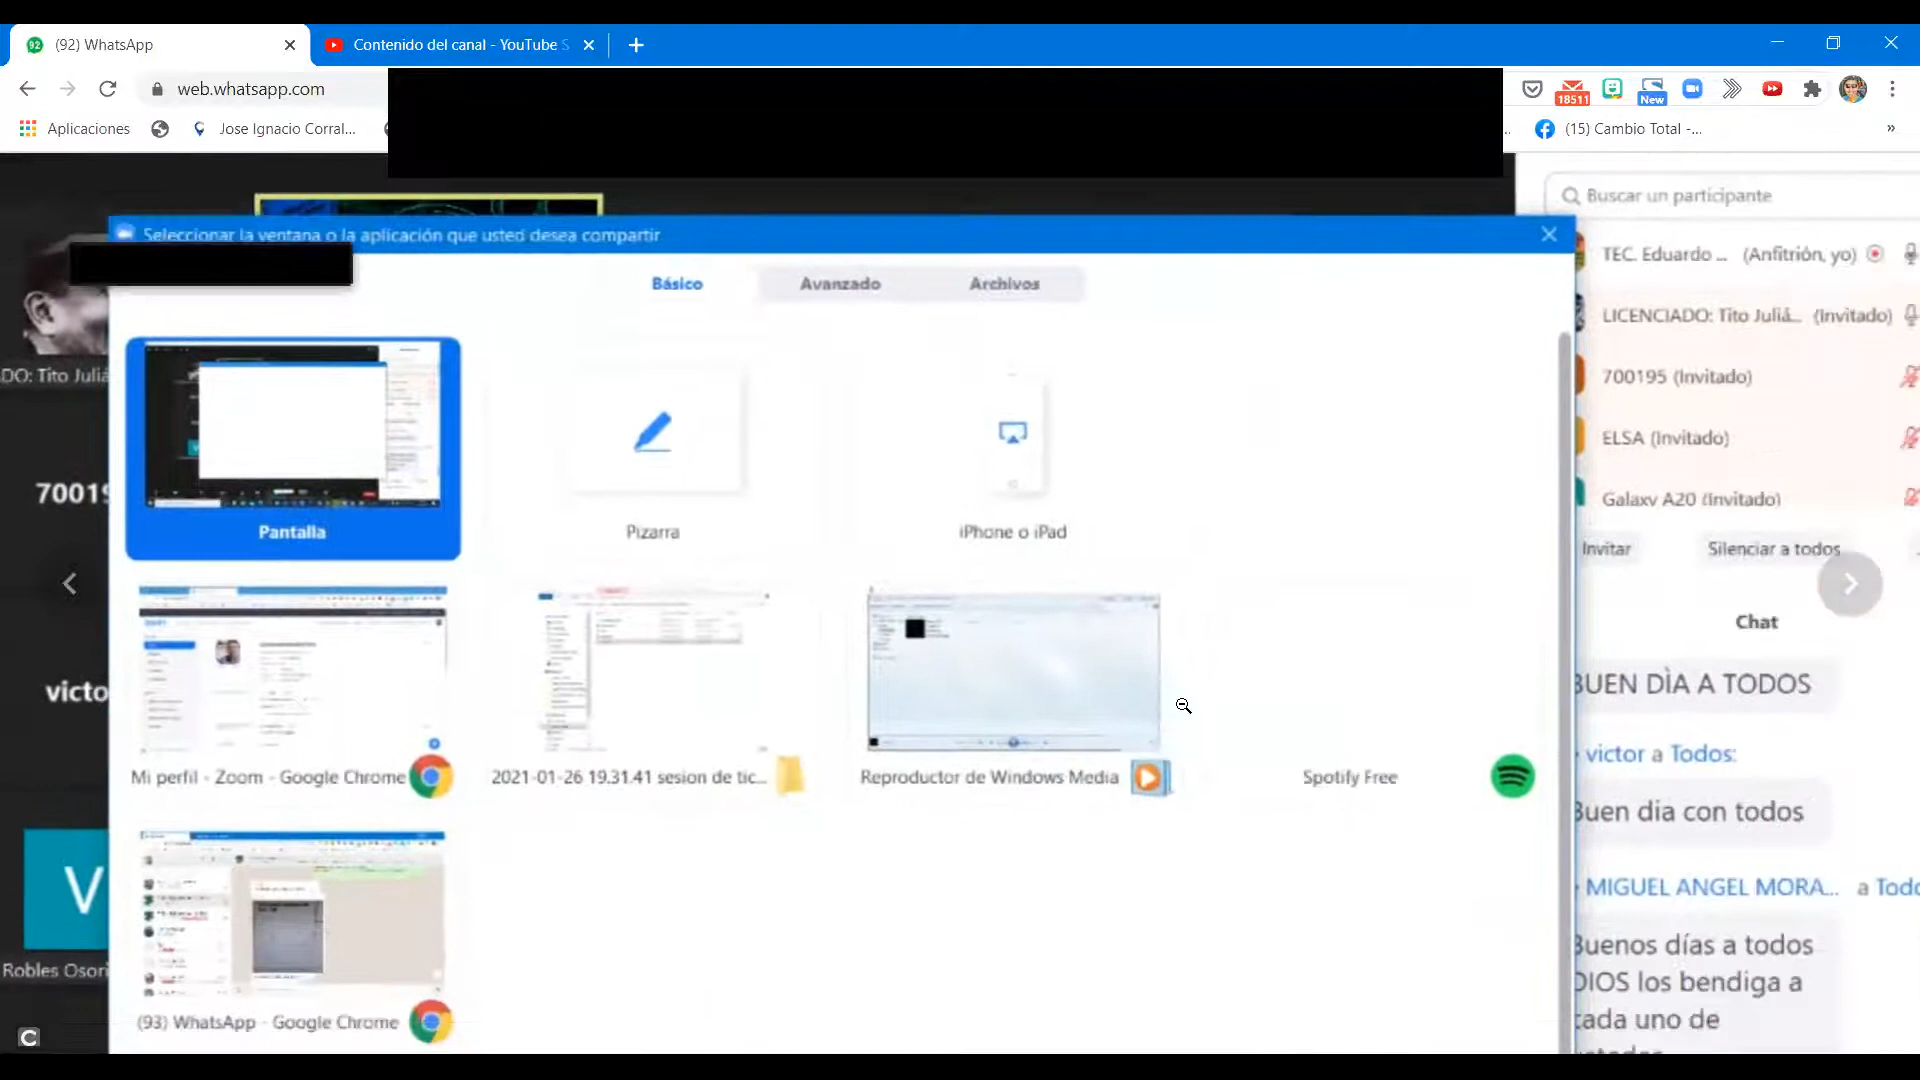 92
(92) WhatsApp
Contenido del canal - YouTube S
web.whatsapp.com
18511
New
Aplicaciones
Jose Ignacio Corral...
(15) Cambio Total -...
Buscar un participante
Seleccionar la ventana o la aplicación que usted desea compartir
Básico
Avanzado
Archivos
TEC. Eduardo ... (Anfitrión, yo)
LICENCIADO: Tito Juliá... (Invitado)
700195 (Invitado)
ELSA (Invitado)
Galaxy A20 (Invitado)
DO: Tito Juliá
70019
victo
V
Robles Osori
Pantalla
Pizarra
iPhone o iPad
Invitar
Silenciar a todos
Mi perfil - Zoom - Google Chrome
2021-01-26 19.31.41 sesion de tic...
Reproductor de Windows Media
Spotify Free
(93) WhatsApp - Google Chrome
Chat
BUEN DÌA A TODOS
victor a Todos:
Buen dia con todos
MIGUEL ANGEL MORA... a Todo
Buenos días a todos
DIOS los bendiga a
cada uno de